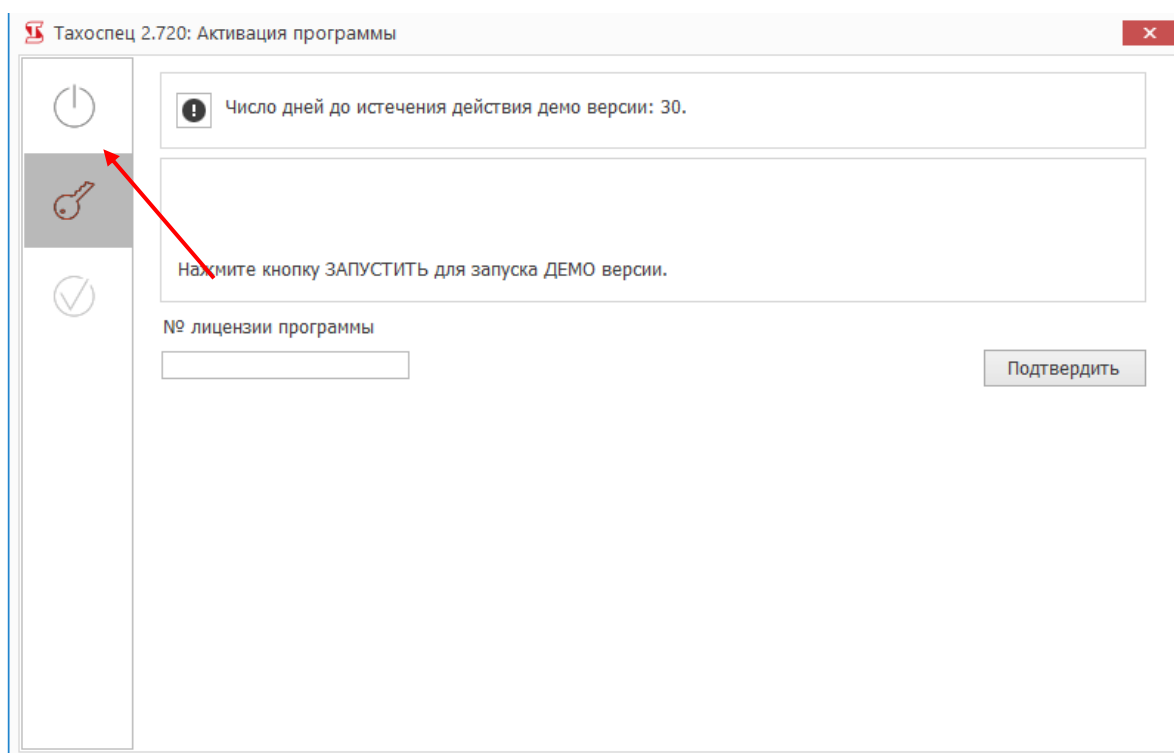 Тахоспец 2.720: Активация программы
Число дней до истечения действия демо версии: 30.
Нажмите кнопку ЗАПУСТИТЬ для запуска ДЕМО версии.
№ лицензии программы
Подтвердить